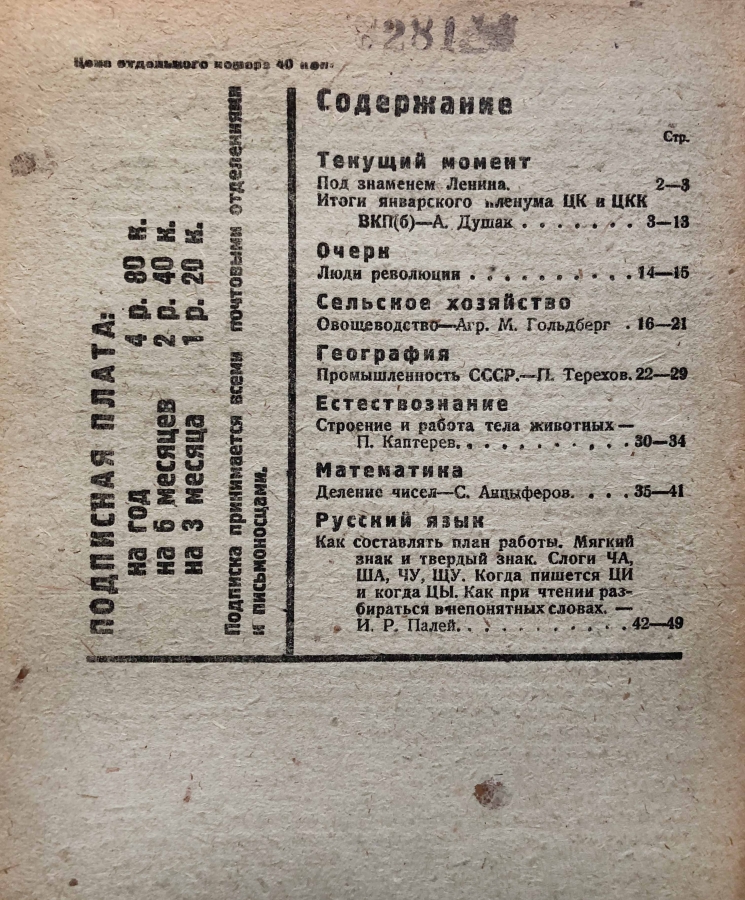 281
Цена отдельного номера 40 коп.
ПОДПИСНАЯ ПЛАТА:
на год 4 р. 80 к.
на 6 месяцев 2 р. 40 к.
на 3 месяца 1 р. 20 к.
Подписка принимается всеми почтовыми отделениями
и письмоносцами.
Содержание
Стр.
Текущий момент
Под знаменем Ленина. 2—3
Итоги январского пленума ЦК и ЦКК
ВКП(б)—А. Душак . . . . . . . 3—13
Очерк
Люди революции . . . . . . . . . 14—15
Сельское хозяйство
Овощеводство—Агр. М. Гольдберг . 16—21
География
Промышленность СССР.—П. Терехов. 22—29
Естествознание
Строение и работа тела животных —
П. Каптерев. . . . . . . . . . 30—34
Математика
Деление чисел—С. Анцыферов. . . . 35—41
Русский язык
Как составлять план работы. Мягкий
знак и твердый знак. Слоги ЧА,
ША, ЧУ, ЩУ. Когда пишется ЦИ
и когда ЦЫ. Как при чтении раз-
бираться в непонятных словах. —
И. Р. Палей. . . . . . . . . . 42—49